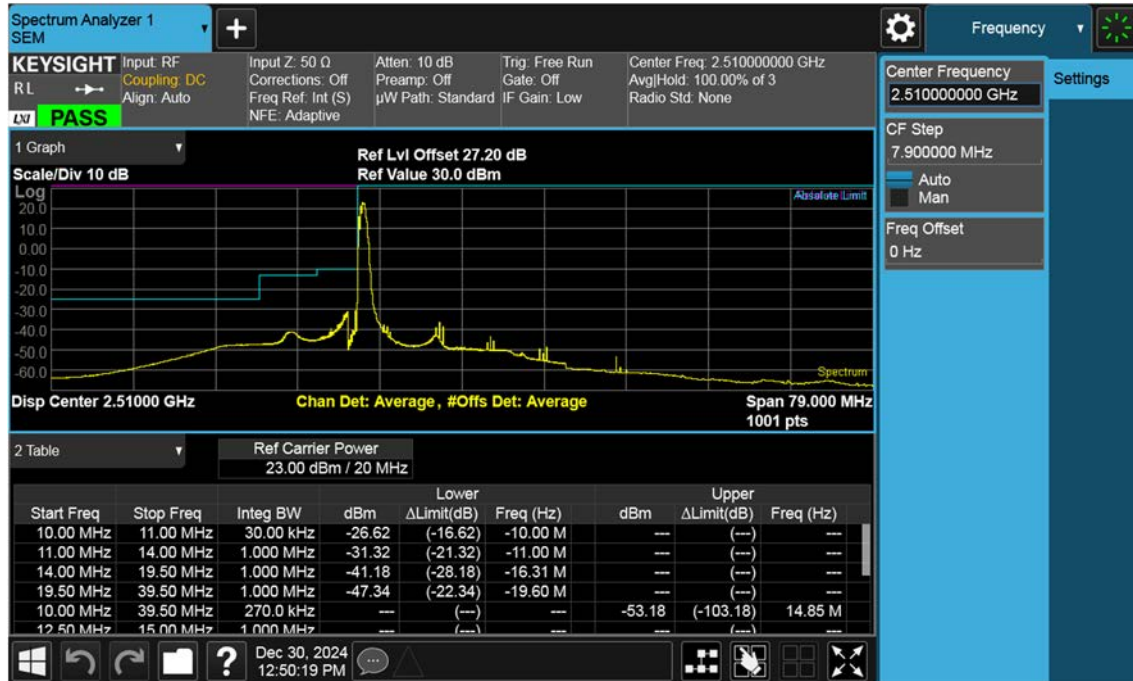 Spectrum Analyzer 1
SEM
Frequency
KEYSIGHT
R L
LXI
PASS
Input: RF
Coupling: DC
Align: Auto
Input Z: 50 Ω
Corrections: Off
Freq Ref: Int (S)
NFE: Adaptive
Atten: 10 dB
Preamp: Off
µW Path: Standard
Trig: Free Run
Gate: Off
IF Gain: Low
Center Freq: 2.510000000 GHz
Avg|Hold: 100.00% of 3
Radio Std: None
Center Frequency
2.510000000 GHz
Settings
CF Step
7.900000 MHz
Auto
Man
Freq Offset
0 Hz
1 Graph
Scale/Div 10 dB
Ref Lvl Offset 27.20 dB
Ref Value 30.0 dBm
Log
20.0
10.0
0.00
-10.0
-20.0
-30.0
-40.0
-50.0
-60.0
Spectrum
Disp Center 2.51000 GHz
Chan Det: Average, #Offs Det: Average
Span 79.000 MHz
1001 pts
2 Table
Ref Carrier Power
23.00 dBm / 20 MHz
Lower Upper
Start Freq Stop Freq Integ BW dBm ΔLimit(dB) Freq (Hz) dBm ΔLimit(dB) Freq (Hz)
10.00 MHz 11.00 MHz 30.00 kHz -26.62 (-16.62) -10.00 M --- (---) ---
11.00 MHz 14.00 MHz 1.000 MHz -31.32 (-21.32) -11.00 M --- (---) ---
14.00 MHz 19.50 MHz 1.000 MHz -41.18 (-28.18) -16.31 M --- (---) ---
19.50 MHz 39.50 MHz 1.000 MHz -47.34 (-22.34) -19.60 M --- (---) ---
10.00 MHz 39.50 MHz 270.0 kHz --- (---) --- -53.18 (-103.18) 14.85 M
12.50 MHz 15.00 MHz 1.000 MHz --- (---) --- --- (---) ---
Dec 30, 2024
12:50:19 PM